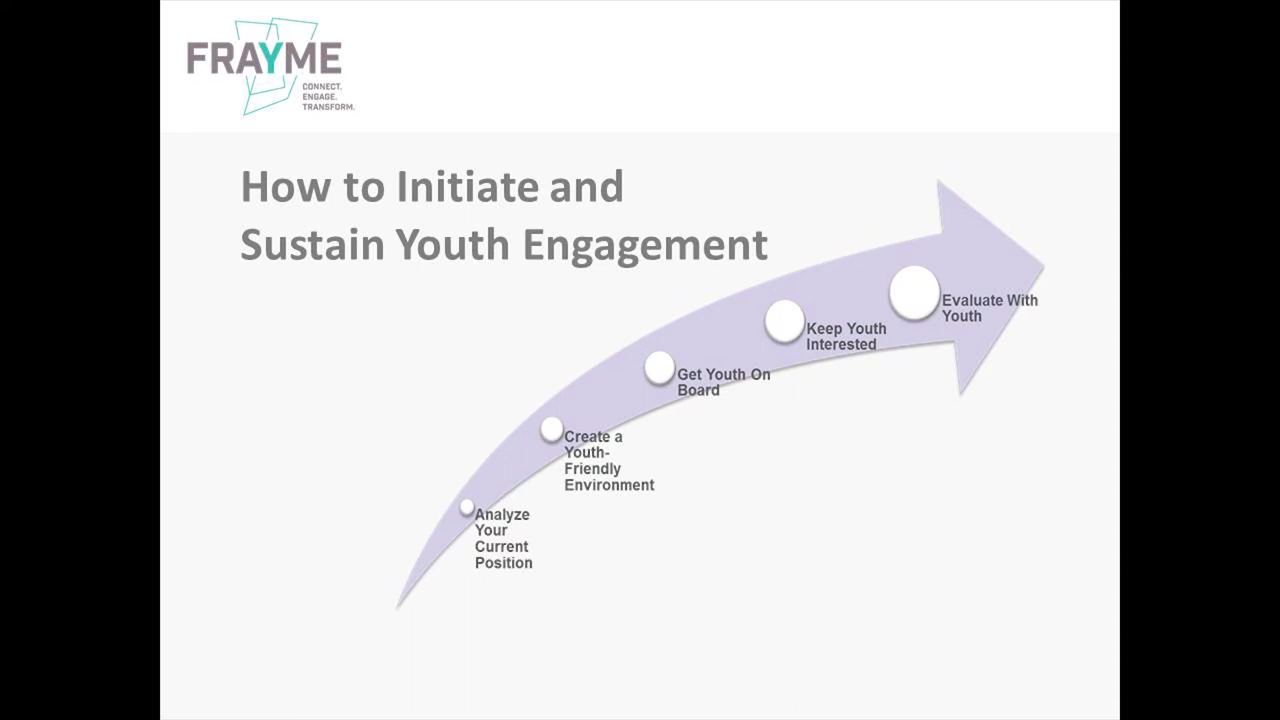 FRAYME
CONNECT.
ENGAGE.
TRANSFORM.
How to Initiate and
Sustain Youth Engagement
Evaluate With
Youth
Keep Youth
Interested
Get Youth On
Board
Create a
Youth-
Friendly
Environment
Analyze
Your
Current
Position